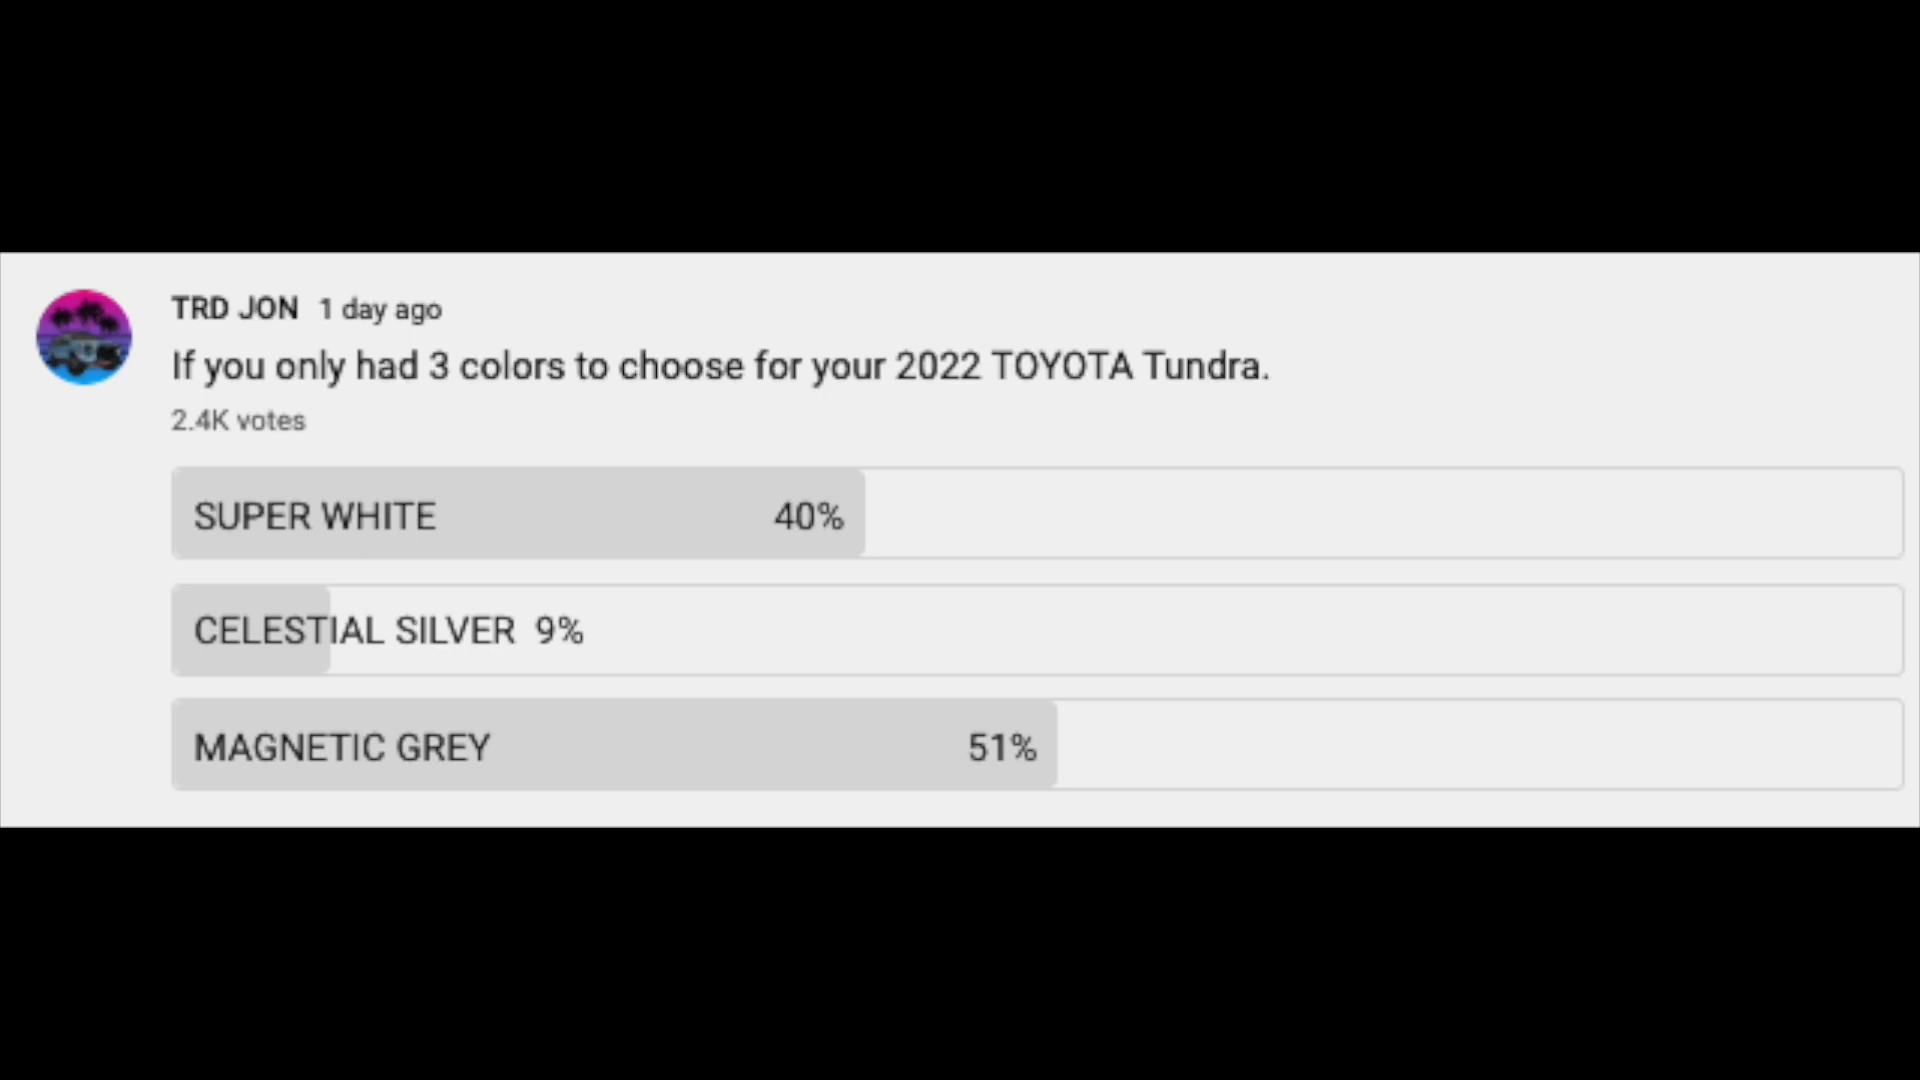 TRD JON 1 day ago
If you only had 3 colors to choose for your 2022 TOYOTA Tundra.
2.4K votes
SUPER WHITE 40%
CELESTIAL SILVER 9%
MAGNETIC GREY 51%